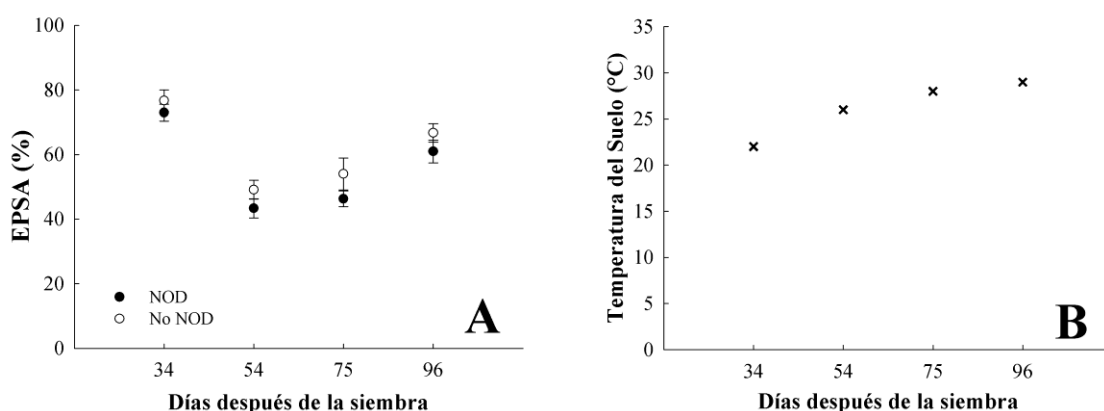 EPSA (%)
100
80
60
40
20
0
NOD
No NOD
A
34 54 75 96
Días después de la siembra
Temperatura del Suelo (°C)
35
30
25
20
15
10
5
0
B
34 54 75 96
Días después de la siembra